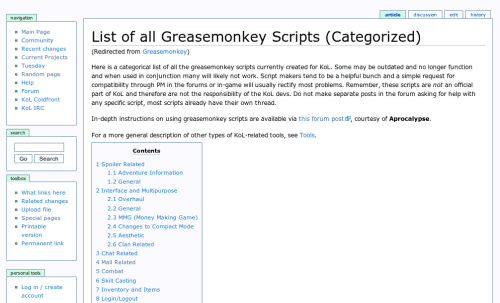 navigation
Main Page
Community
Recent changes
Current Projects
Tuesday
Random page
Help
Forum
KoL Coldfront
KoL IRC
search
Go Search
toolbox
What links here
Related changes
Upload file
Special pages
Printable
version
Permanent link
personal tools
Log in / create
account
article discussion edit history
List of all Greasemonkey Scripts (Categorized)
(Redirected from Greasemonkey)
Here is a categorical list of all the greasemonkey scripts currently created for KoL. Some may be outdated and no longer function
and when used in conjunction many will likely not work. Script makers tend to be a helpful bunch and a simple request for
compatibility through PM in the forums or in-game will usually rectify most problems. Remember, these scripts are not an official
part of KoL and therefore are not the responsibility of the KoL devs. Do not make separate posts in the forum asking for help with
any specific script, most scripts already have their own thread.
In-depth instructions on using greasemonkey scripts are available via this forum post, courtesy of Aprocalypse.
For a more general description of other types of KoL-related tools, see Tools.
Contents
1 Spoiler Related
1.1 Adventure Information
1.2 General
2 Interface and Multipurpose
2.1 Overhaul
2.2 General
2.3 MMG (Money Making Game)
2.4 Changes to Compact Mode
2.5 Aesthetic
2.6 Clan Related
3 Chat Related
4 Mall Related
5 Combat
6 Skill Casting
7 Inventory and Items
8 Login/Logout